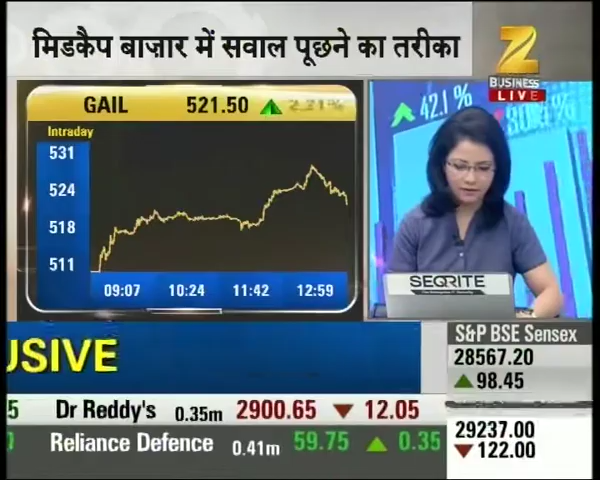 मिडकैप बाज़ार में सवाल पूछने का तरीका
Z
BUSINESS
LIVE
GAIL 521.50 2.21%
Intraday
531
524
518
511
09:07 10:24 11:42 12:59
42.1 %
SEQRITE
USIVE
S&P BSE Sensex
28567.20
98.45
5 Dr Reddy's 0.35m 2900.65 12.05
Reliance Defence 0.41m 59.75 0.35
29237.00
122.00